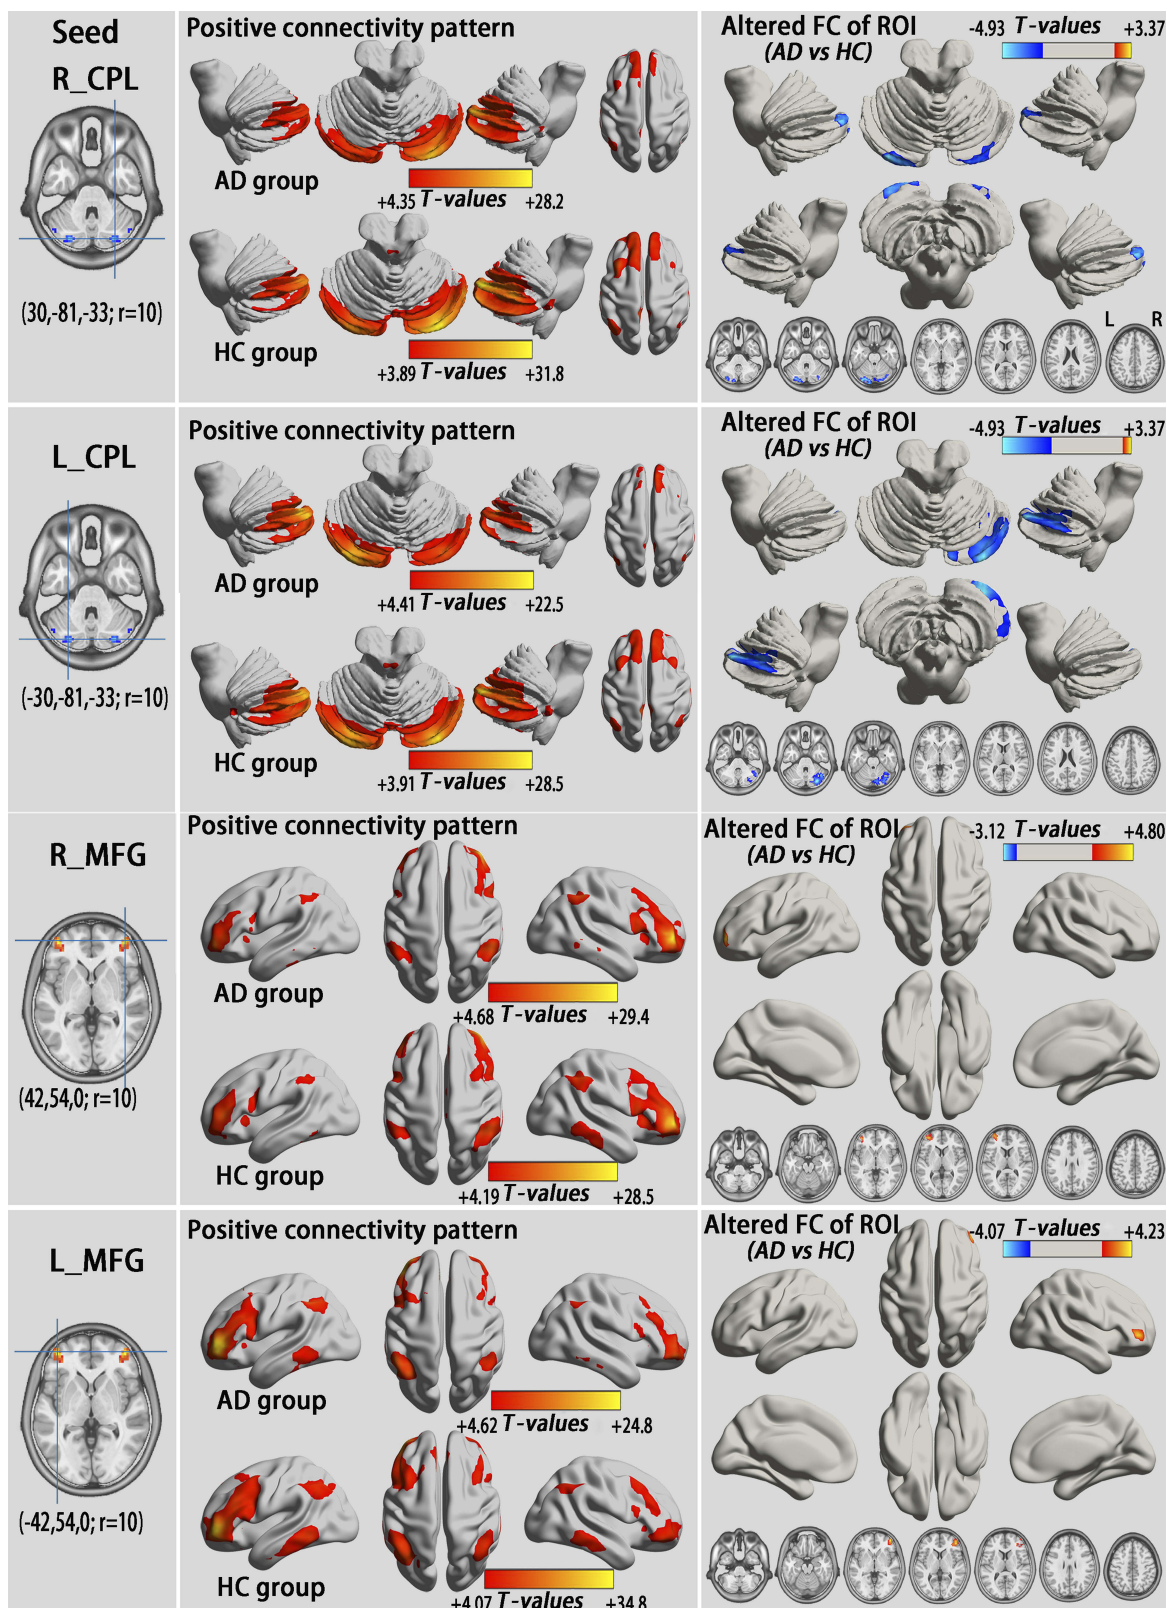 Seed
R_CPL
(30,-81,-33; r=10)
Positive connectivity pattern
AD group
+4.35 T-values +28.2
HC group
+3.89 T-values +31.8
Altered FC of ROI
(AD vs HC)
-4.93 T-values +3.37
L R
L_CPL
(-30,-81,-33; r=10)
Positive connectivity pattern
AD group
+4.41 T-values +22.5
HC group
+3.91 T-values +28.5
Altered FC of ROI
(AD vs HC)
-4.93 T-values +3.37
R_MFG
(42,54,0; r=10)
Positive connectivity pattern
AD group
+4.68 T-values +29.4
HC group
+4.19 T-values +28.5
Altered FC of ROI
(AD vs HC)
-3.12 T-values +4.80
L_MFG
(-42,54,0; r=10)
Positive connectivity pattern
AD group
+4.62 T-values +24.8
HC group
+4.07 T-values +34.8
Altered FC of ROI
(AD vs HC)
-4.07 T-values +4.23